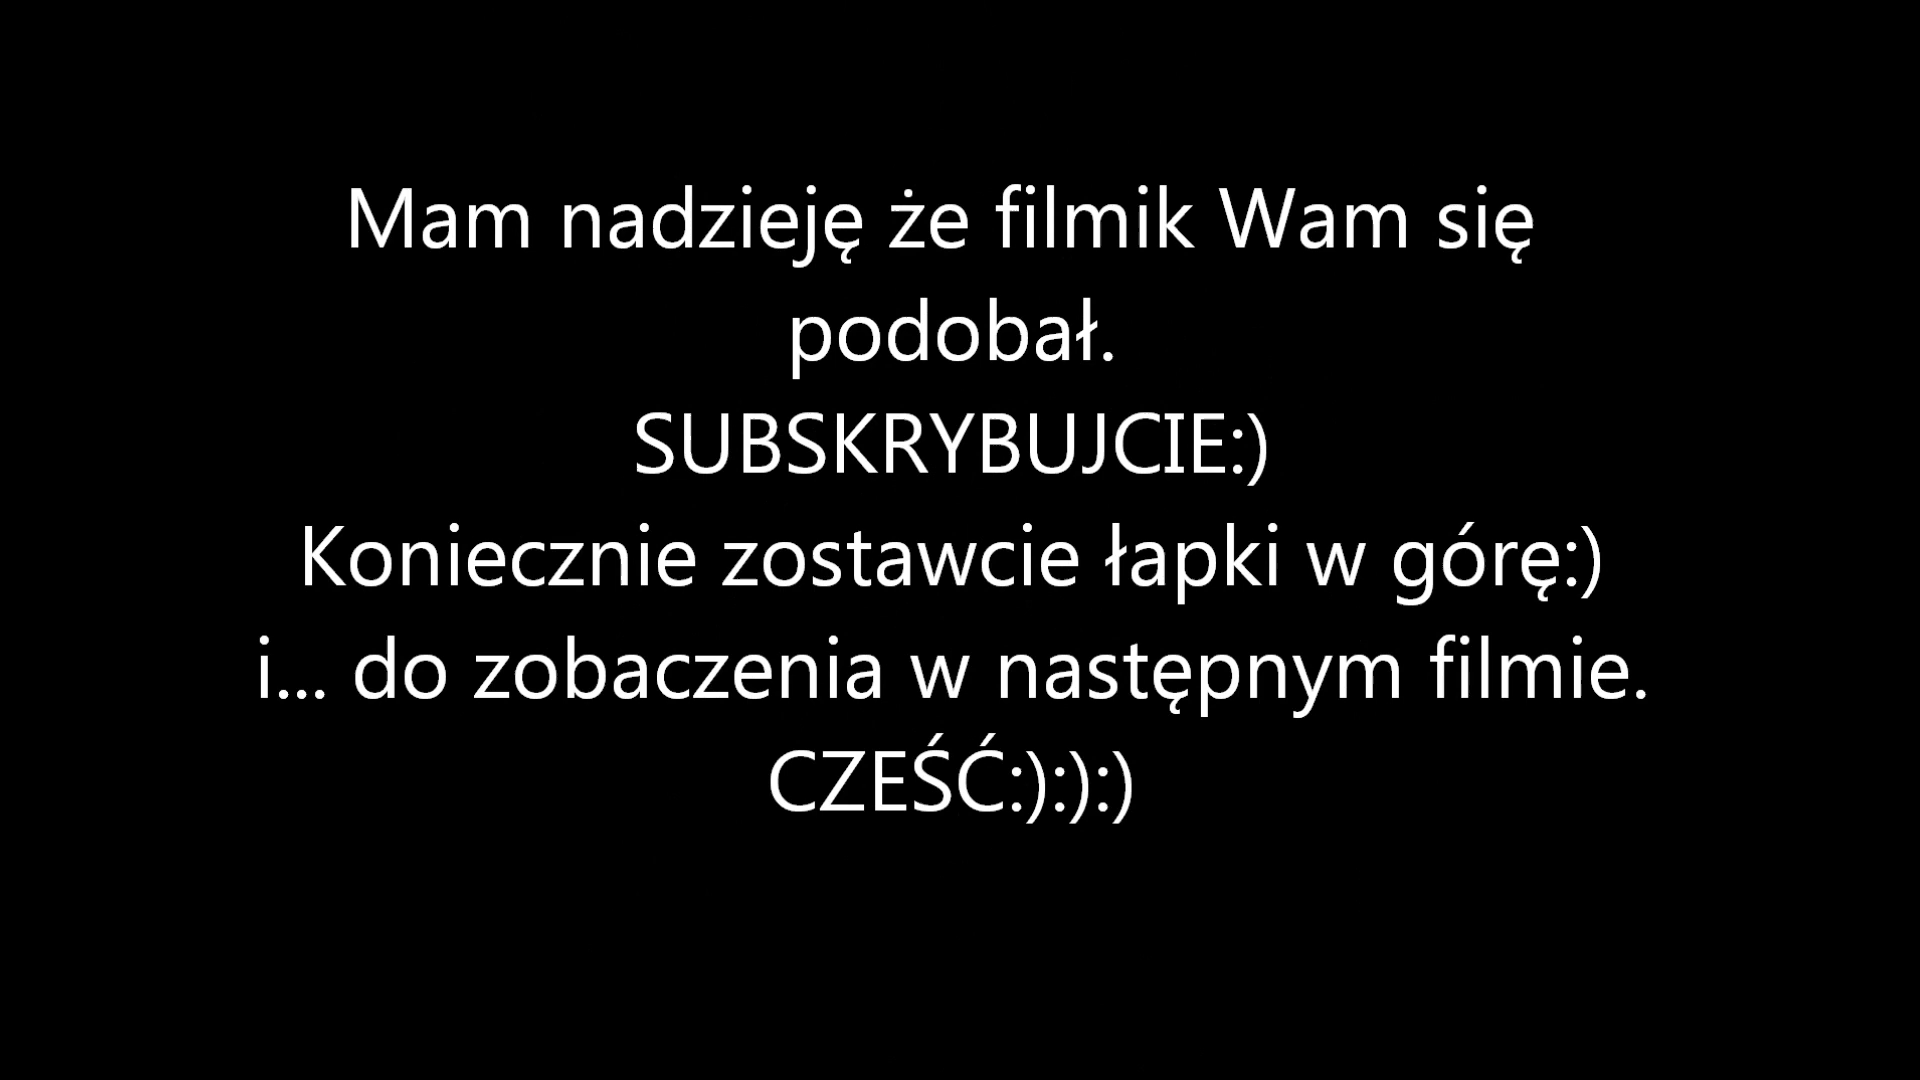 Mam nadzieję że filmik Wam się
podobał.
SUBSKRYBUJCIE:)
Koniecznie zostawcie łapki w górę:)
i... do zobaczenia w następnym filmie.
CZEŚĆ:):):)